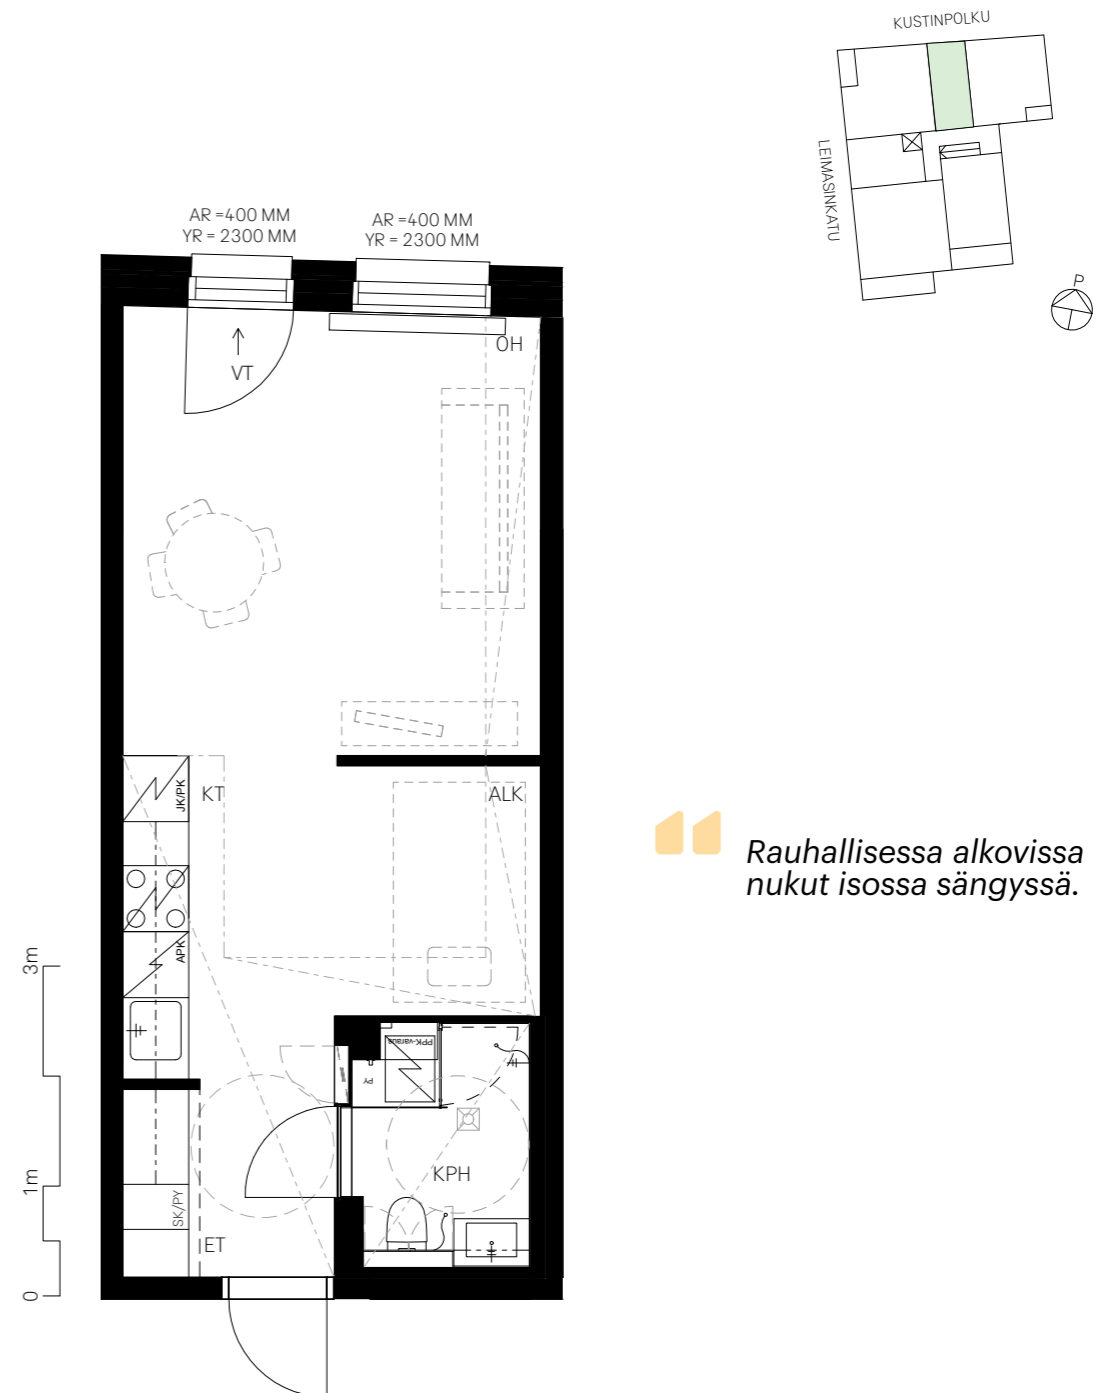 KUSTINPOLKU
LEIMASINKATU
P
AR =400 MM
YR = 2300 MM
AR =400 MM
YR = 2300 MM
OH
VT
KT
JK/PK
ALK
APK
Rauhallisessa alkovissa
nukut isossa sängyssä.
3m
1m
0
PPK-varaus
PY
KPH
SK/PY
ET